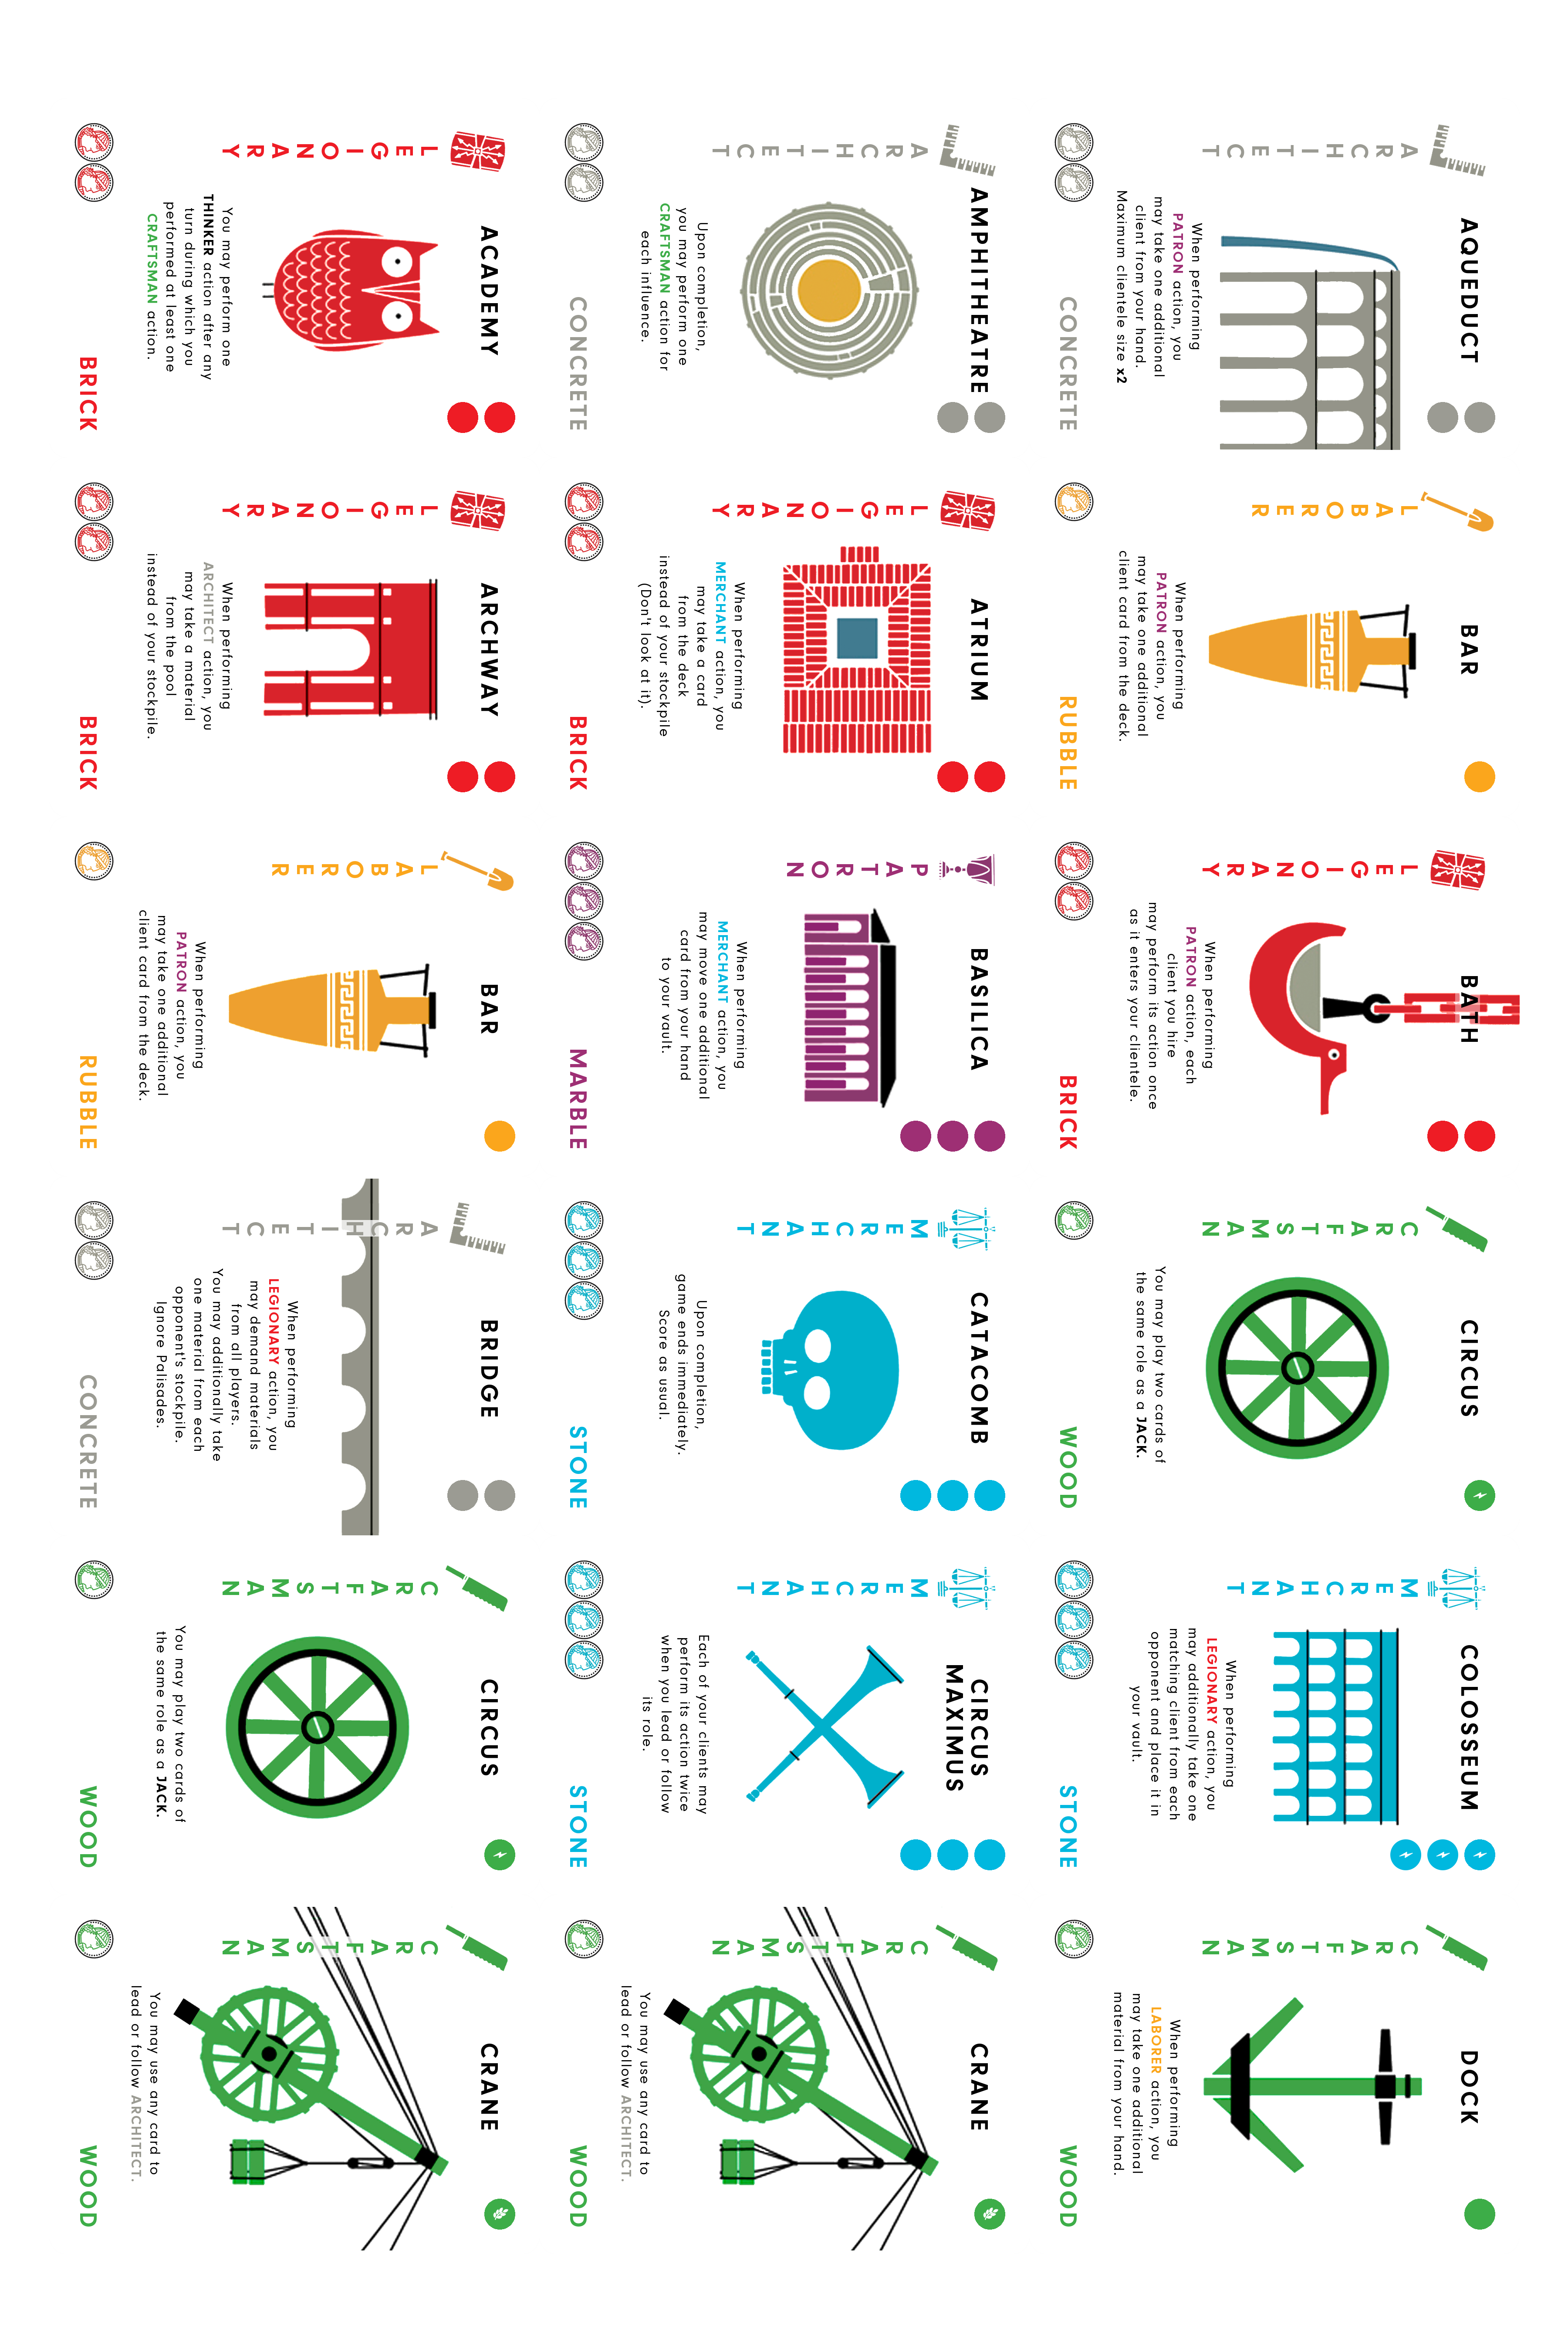 ARCHITECT
AQUEDUCT
When performing
PATRON action, you
may take one additional
client from your hand.
Maximum clientele size x2
CONCRETE
LABORER
BAR
When performing
PATRON action, you
may take one additional
client card from the deck.
RUBBLE
LEGIONARY
BATH
When performing
PATRON action, each
client you hire
may perform its action once
as it enters your clientele.
BRICK
CRAFTSMAN
CIRCUS
You may play two cards of
the same role as a JACK.
WOOD
MERCHANT
COLOSSEUM
When performing
LEGIONARY action, you
may additionally take one
matching client from each
opponent and place it in
your vault.
STONE
CRAFTSMAN
DOCK
When performing
LABORER action, you
may take one additional
material from your hand.
WOOD
ARCHITECT
AMPHITHEATRE
Upon completion,
you may perform one
CRAFTSMAN action for
each influence.
CONCRETE
LEGIONARY
ATRIUM
When performing
MERCHANT action, you
may take a card
from the deck
instead of your stockpile
(Don't look at it).
BRICK
PATRON
BASILICA
When performing
MERCHANT action, you
may move one additional
card from your hand
to your vault.
MARBLE
MERCHANT
CATACOMB
Upon completion,
game ends immediately.
Score as usual.
STONE
MERCHANT
CIRCUS
MAXIMUS
Each of your clients may
perform its action twice
when you lead or follow
its role.
STONE
CRAFTSMAN
CRANE
You may use any card to
lead or follow ARCHITECT.
WOOD
LEGIONARY
ACADEMY
You may perform one
THINKER action after any
turn during which you
performed at least one
CRAFTSMAN action.
BRICK
LEGIONARY
ARCHWAY
When performing
ARCHITECT action, you
may take a material
from the pool
instead of your stockpile.
BRICK
LABORER
BAR
When performing
PATRON action, you
may take one additional
client card from the deck.
RUBBLE
ARCHITECT
BRIDGE
When performing
LEGIONARY action, you
may demand materials
from all players.
You may additionally take
one material from each
opponent's stockpile.
Ignore Palisades.
CONCRETE
CRAFTSMAN
CIRCUS
You may play two cards of
the same role as a JACK.
WOOD
CRAFTSMAN
CRANE
You may use any card to
lead or follow ARCHITECT.
WOOD